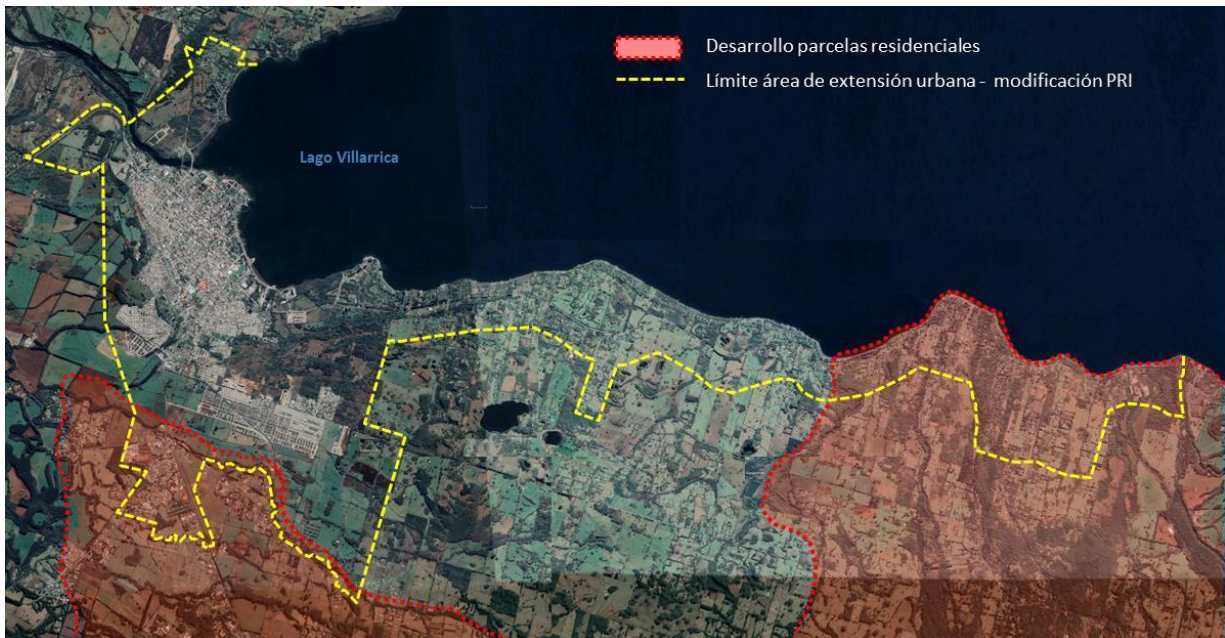 Desarrollo parcelas residenciales
Límite área de extensión urbana - modificación PRI
Lago Villarrica